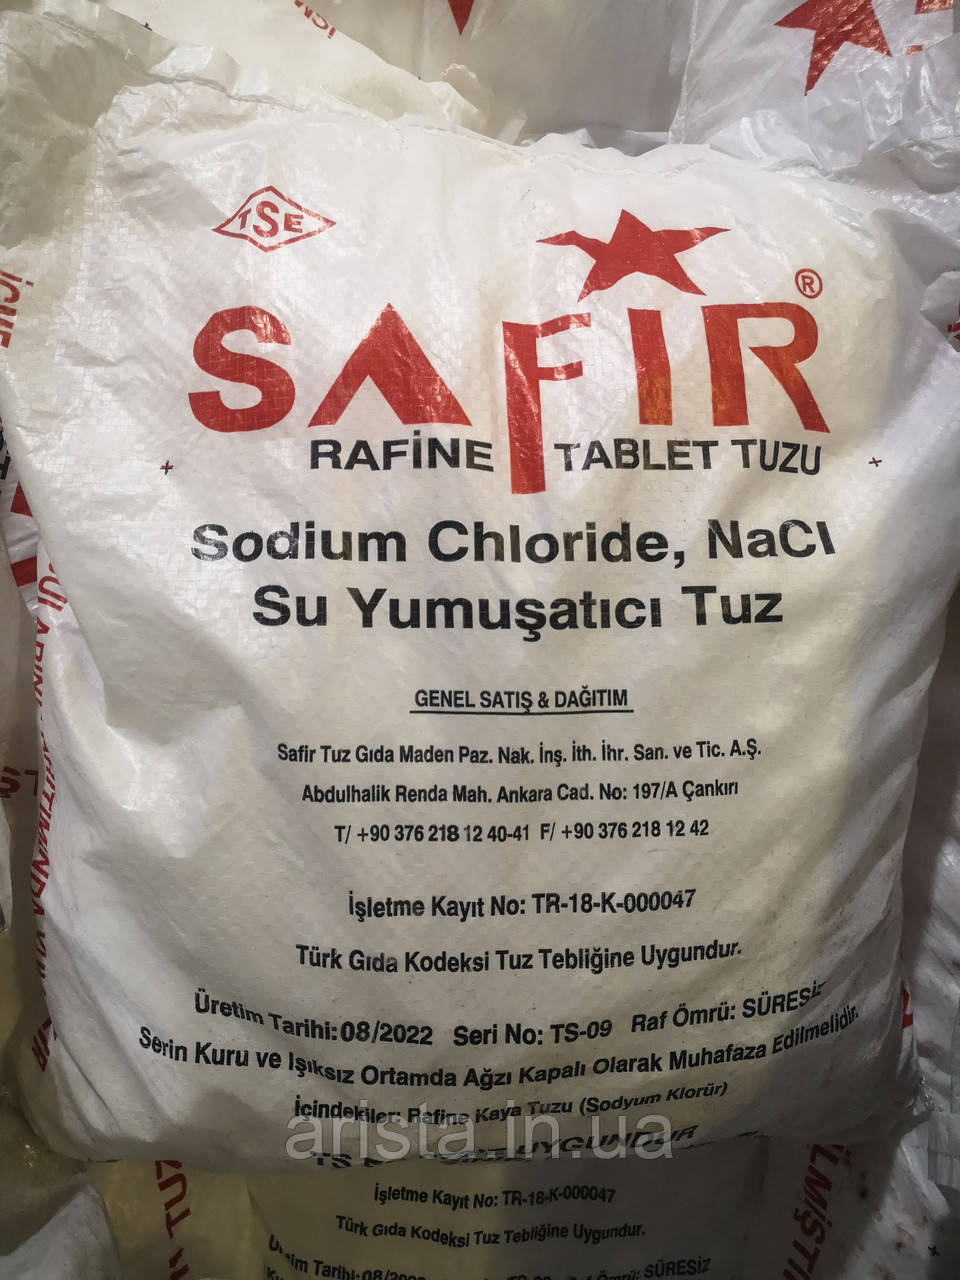 TSE
SAFİR®
RAFİNE TABLET TUZU
Sodium Chloride, NaCl
Su Yumuşatıcı Tuz
GENEL SATIŞ & DAĞITIM
Safir Tuz Gıda Maden Paz. Nak. İnş. İth. İhr. San. ve Tic. A.Ş.
Abdulhalik Renda Mah. Ankara Cad. No: 197/A Çankırı
T/ +90 376 218 12 40-41 F/ +90 376 218 12 42
İşletme Kayıt No: TR-18-K-000047
Türk Gıda Kodeksi Tuz Tebliğine Uygundur.
Üretim Tarihi: 08/2022 Seri No: TS-09 Raf Ömrü: SÜRESİZ
Serin Kuru ve Işıksız Ortamda Ağzı Kapalı Olarak Muhafaza Edilmelidir.
İçindekiler: Rafine Kaya Tuzu (Sodyum Klorür)
arista.in.ua
TS UYGUNDUR
İşletme Kayıt No: TR-18-K-000047
Türk Gıda Kodeksi Tuz Tebliğine Uygundur.
SÜRESİZ